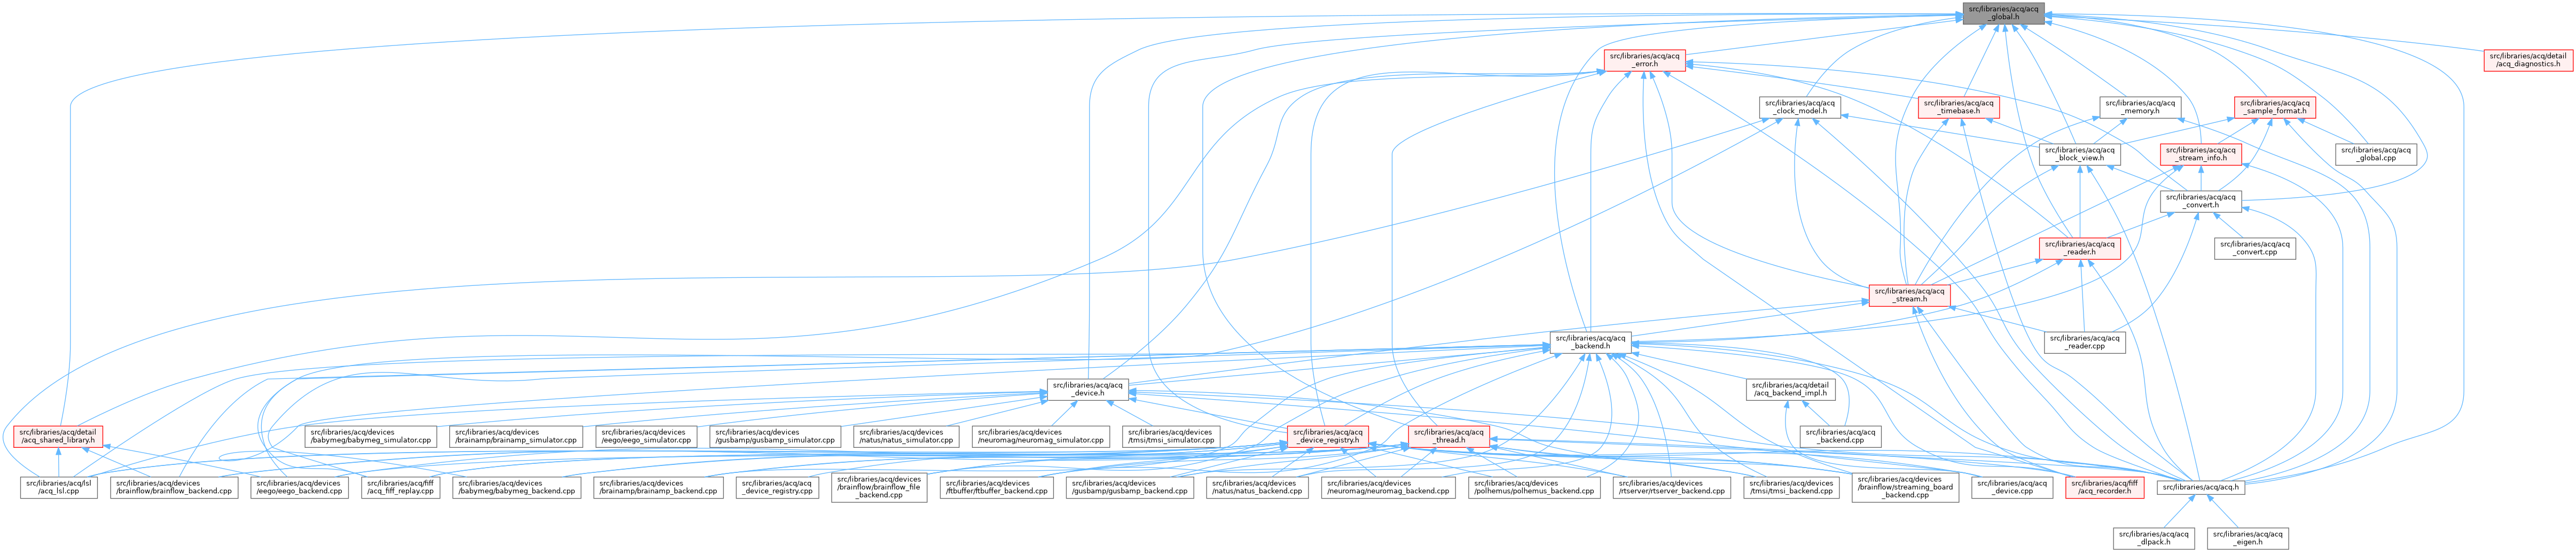 src/libraries/acq/acq
_global.h
src/libraries/acq/acq
_error.h
src/libraries/acq/detail
/acq_diagnostics.h
src/libraries/acq/acq
_clock_model.h
src/libraries/acq/acq
_timebase.h
src/libraries/acq/acq
_memory.h
src/libraries/acq/acq
_sample_format.h
src/libraries/acq/acq
_block_view.h
src/libraries/acq/acq
_stream_info.h
src/libraries/acq/acq
_global.cpp
src/libraries/acq/acq
_convert.h
src/libraries/acq/acq
_reader.h
src/libraries/acq/acq
_convert.cpp
src/libraries/acq/acq
_stream.h
src/libraries/acq/acq
_backend.h
src/libraries/acq/acq
_reader.cpp
src/libraries/acq/acq
_device.h
src/libraries/acq/detail
/acq_backend_impl.h
src/libraries/acq/detail
/acq_shared_library.h
src/libraries/acq/devices
/babymeg/babymeg_simulator.cpp
src/libraries/acq/devices
/brainamp/brainamp_simulator.cpp
src/libraries/acq/devices
/eego/eego_simulator.cpp
src/libraries/acq/devices
/gusbamp/gusbamp_simulator.cpp
src/libraries/acq/devices
/natus/natus_simulator.cpp
src/libraries/acq/devices
/neuromag/neuromag_simulator.cpp
src/libraries/acq/devices
/tmsi/tmsi_simulator.cpp
src/libraries/acq/acq
_device_registry.h
src/libraries/acq/acq
_thread.h
src/libraries/acq/acq
_backend.cpp
src/libraries/acq/lsl
/acq_lsl.cpp
src/libraries/acq/devices
/brainflow/brainflow_backend.cpp
src/libraries/acq/devices
/eego/eego_backend.cpp
src/libraries/acq/fiff
/acq_fiff_replay.cpp
src/libraries/acq/devices
/babymeg/babymeg_backend.cpp
src/libraries/acq/devices
/brainamp/brainamp_backend.cpp
src/libraries/acq/acq
_device_registry.cpp
src/libraries/acq/devices
/brainflow/brainflow_file
_backend.cpp
src/libraries/acq/devices
/ftbuffer/ftbuffer_backend.cpp
src/libraries/acq/devices
/gusbamp/gusbamp_backend.cpp
src/libraries/acq/devices
/natus/natus_backend.cpp
src/libraries/acq/devices
/neuromag/neuromag_backend.cpp
src/libraries/acq/devices
/polhemus/polhemus_backend.cpp
src/libraries/acq/devices
/rtserver/rtserver_backend.cpp
src/libraries/acq/devices
/tmsi/tmsi_backend.cpp
src/libraries/acq/devices
/brainflow/streaming_board
_backend.cpp
src/libraries/acq/acq
_device.cpp
src/libraries/acq/fiff
/acq_recorder.h
src/libraries/acq/acq.h
src/libraries/acq/acq
_dlpack.h
src/libraries/acq/acq
_eigen.h